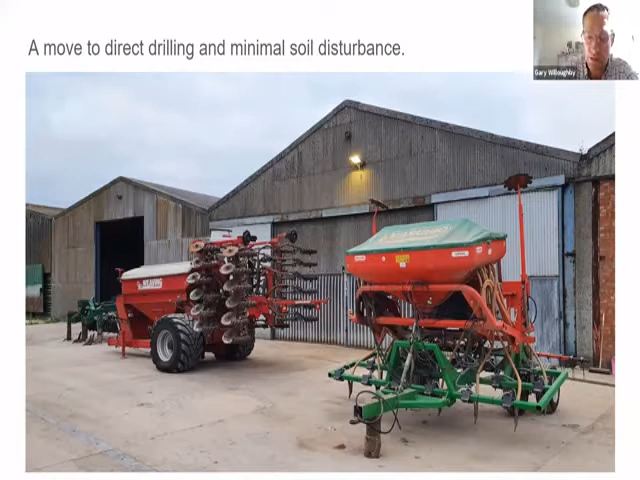 A move to direct drilling and minimal soil disturbance.
Gary Willoughby